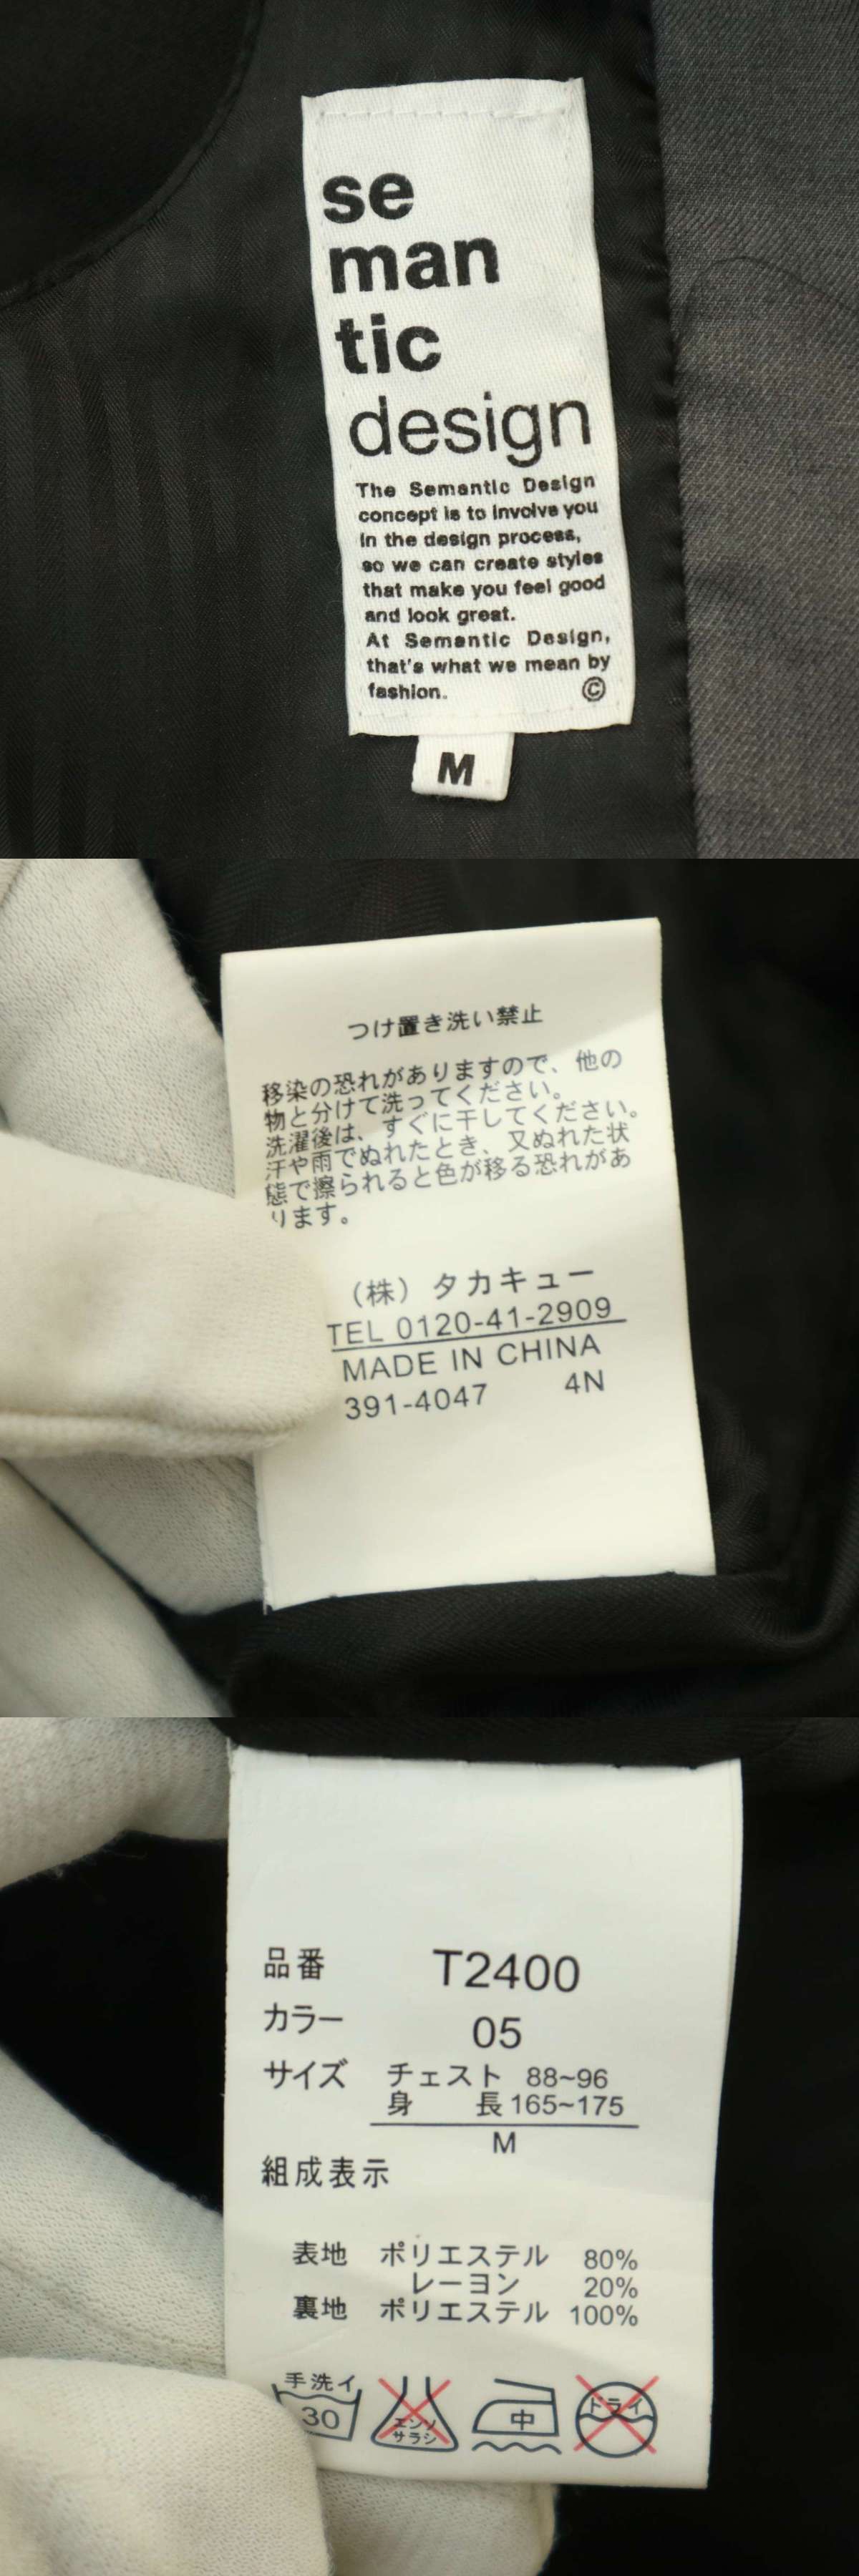 se
man
tic
design
The Semantic Design
concept is to involve you
in the design process,
so we can create styles
that make you feel good
and look great.
At Semantic Design,
that's what we mean by
fashion. ©
M
つけ置き洗い禁止
移染の恐れがありますので、他の
物と分けて洗ってください。
洗濯後は、すぐに干してください。
汗や雨でぬれたとき、又ぬれた状
態で擦られると色が移る恐れがあ
ります。
(株) タカキュー
TEL 0120-41-2909
MADE IN CHINA
391-4047 4N
品番 T2400
カラー 05
サイズ チェスト 88~96
身 長 165~175
M
組成表示
表地 ポリエステル 80%
レーヨン 20%
裏地 ポリエステル 100%
手洗イ
30
エンソ
サラシ
中
ドライ